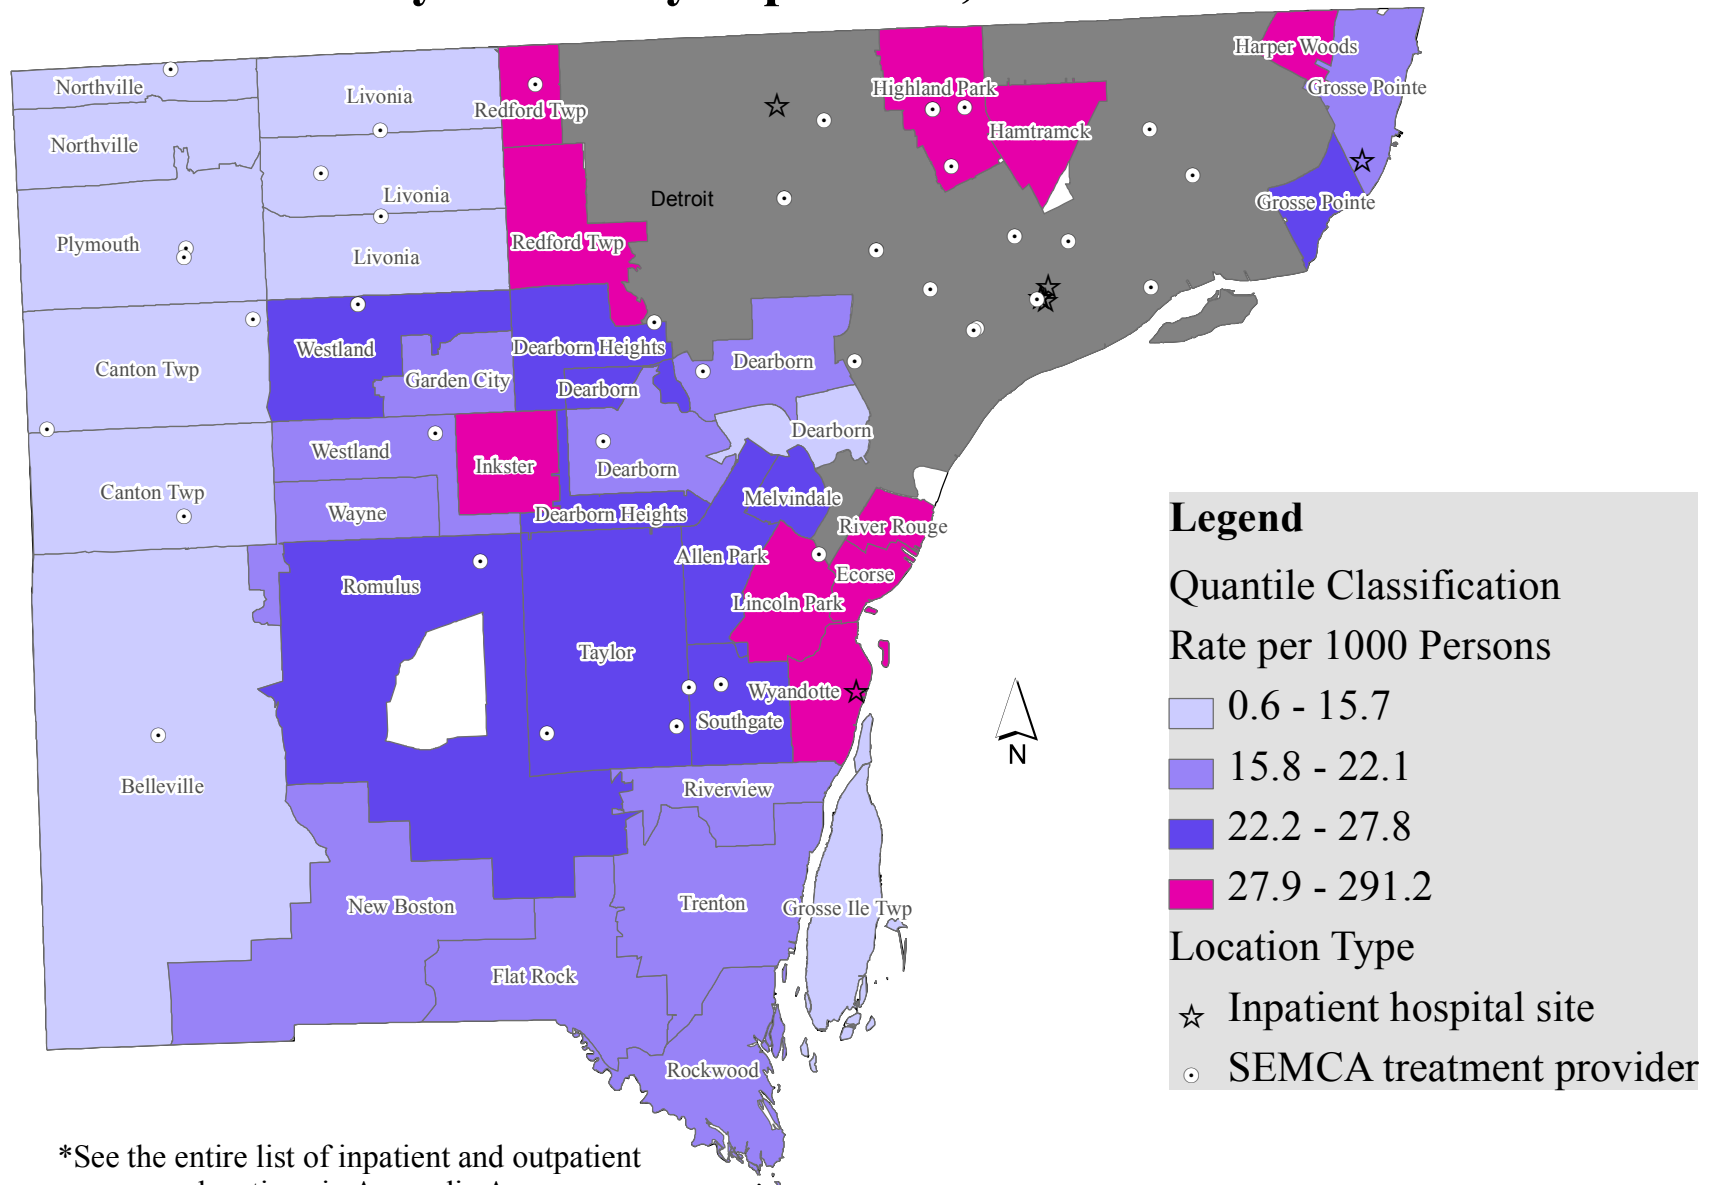 Harper Woods
Northville
Highland Park
Grosse Pointe
Livonia
Redford Twp
Hamtramck
Northville
Livonia
Detroit
Grosse Pointe
Plymouth
Livonia
Redford Twp
Westland
Dearborn Heights
Dearborn
Canton Twp
Garden City
Dearborn
Dearborn
Westland
Inkster
Dearborn
Canton Twp
Melvindale
Wayne
Dearborn Heights
River Rouge
Allen Park
Romulus
Ecorse
Lincoln Park
Taylor
Wyandotte
Southgate
Belleville
Riverview
New Boston
Trenton
Grosse Ile Twp
Flat Rock
Rockwood
N
Legend
Quantile Classification
Rate per 1000 Persons
0.6 - 15.7
15.8 - 22.1
22.2 - 27.8
27.9 - 291.2
Location Type
Inpatient hospital site
SEMCA treatment provider
*See the entire list of inpatient and outpatient